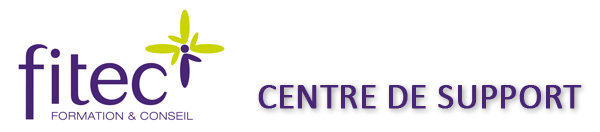 fitec
FORMATION & CONSEIL
CENTRE DE SUPPORT